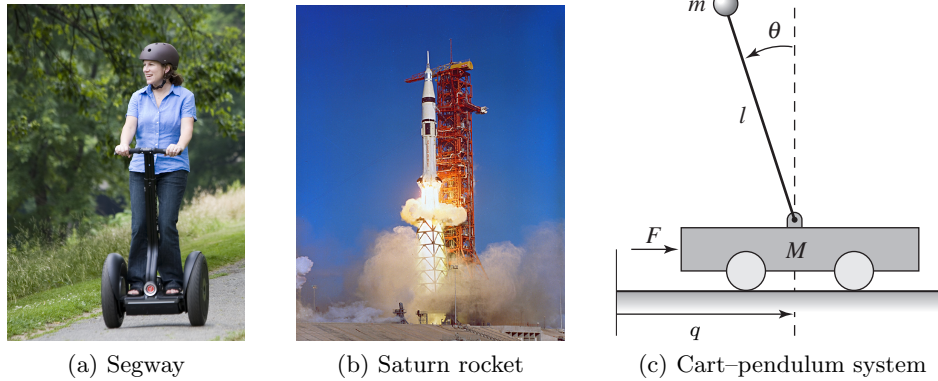 m
θ
l
F
M
q
(a) Segway
(b) Saturn rocket
(c) Cart–pendulum system